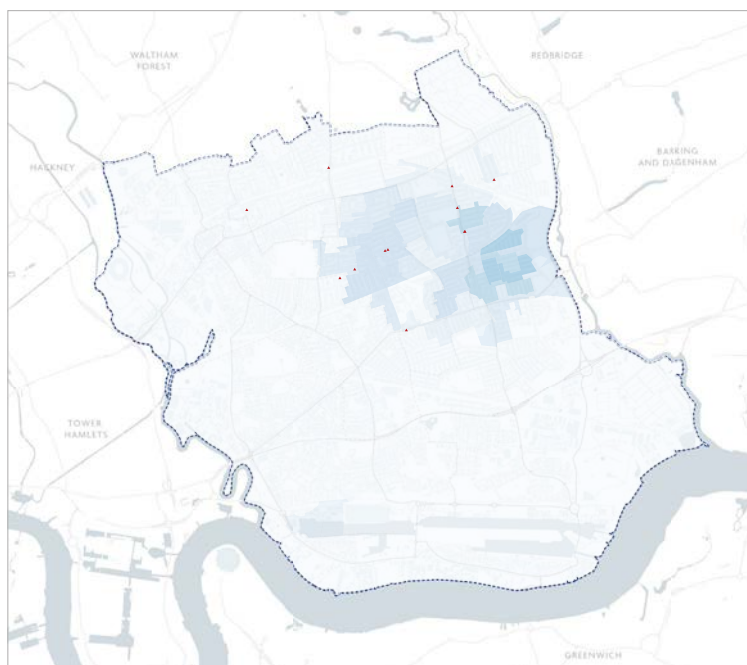 WALTHAM
FOREST
REDBRIDGE
HACKNEY
BARKING
AND DAGENHAM
TOWER
HAMLETS
GREENWICH